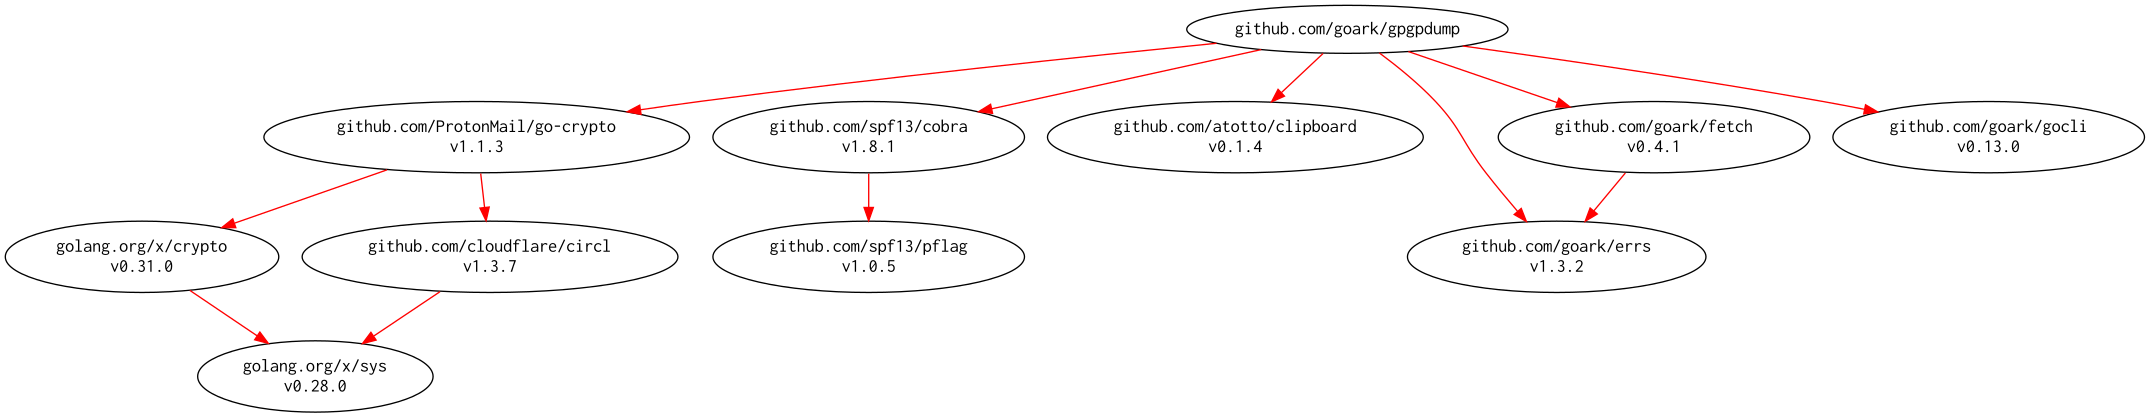 github.com/goark/gpgpdump
github.com/ProtonMail/go-crypto
v1.1.3
github.com/spf13/cobra
v1.8.1
github.com/atotto/clipboard
v0.1.4
github.com/goark/fetch
v0.4.1
github.com/goark/gocli
v0.13.0
golang.org/x/crypto
v0.31.0
github.com/cloudflare/circl
v1.3.7
github.com/spf13/pflag
v1.0.5
github.com/goark/errs
v1.3.2
golang.org/x/sys
v0.28.0